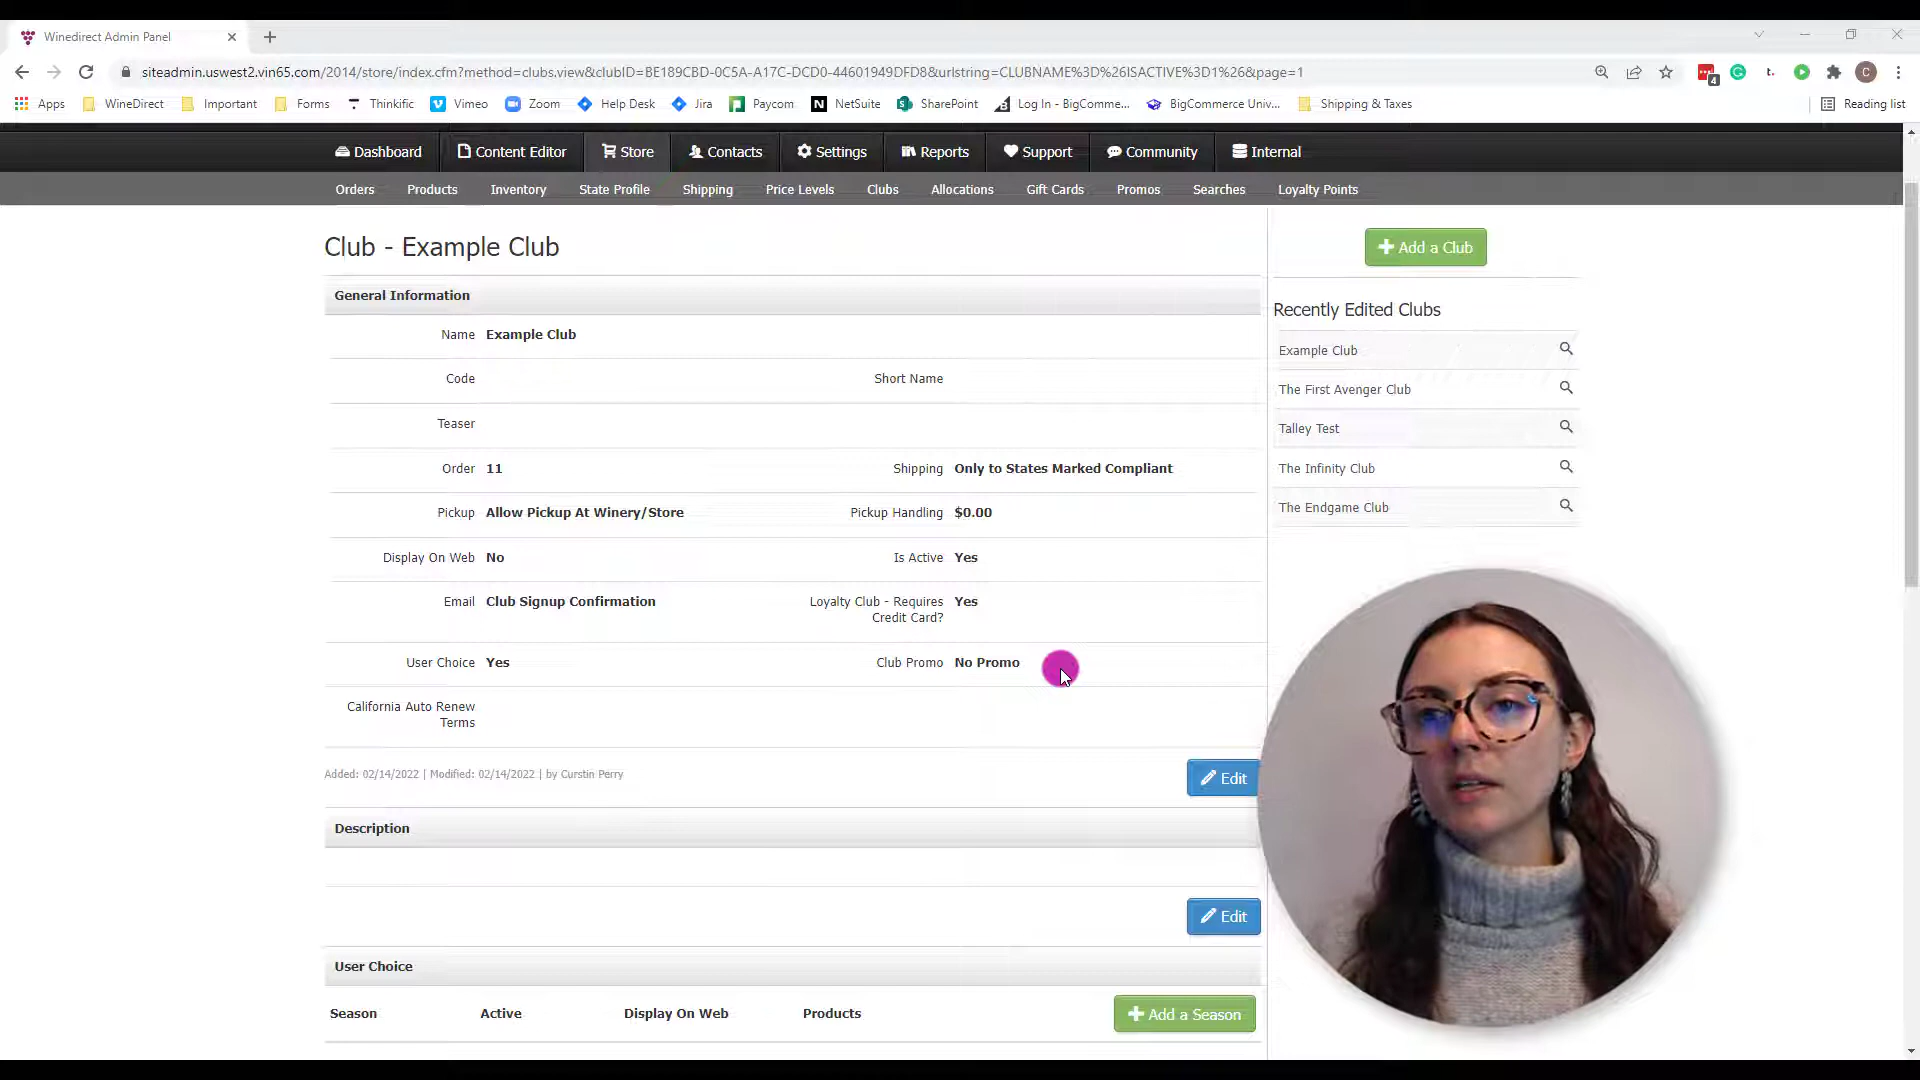 Winedirect Admin Panel
siteadmin.uswest2.vin65.com/2014/store/index.cfm?method=clubs.view&clubID=BE189CBD-0C5A-A17C-DCD0-44601949DFD8&urlstring=CLUBNAME%3D%26ISACTIVE%3D1%26&page=1
4
t.
C
Apps WineDirect Important Forms Thinkific Vimeo Zoom Help Desk Jira Paycom NetSuite SharePoint Log In - BigComme... BigCommerce Univ... Shipping & Taxes Reading list
Dashboard Content Editor Store Contacts Settings Reports Support Community Internal
Orders Products Inventory State Profile Shipping Price Levels Clubs Allocations Gift Cards Promos Searches Loyalty Points
Club - Example Club
General Information
Name Example Club
Code Short Name
Teaser
Order 11 Shipping Only to States Marked Compliant
Pickup Allow Pickup At Winery/Store Pickup Handling $0.00
Display On Web No Is Active Yes
Email Club Signup Confirmation Loyalty Club - Requires Yes
Credit Card?
User Choice Yes Club Promo No Promo
California Auto Renew
Terms
Added: 02/14/2022 | Modified: 02/14/2022 | by Curstin Perry
Edit
Description
Edit
User Choice
Season Active Display On Web Products Add a Season
Add a Club
Recently Edited Clubs
Example Club
The First Avenger Club
Talley Test
The Infinity Club
The Endgame Club